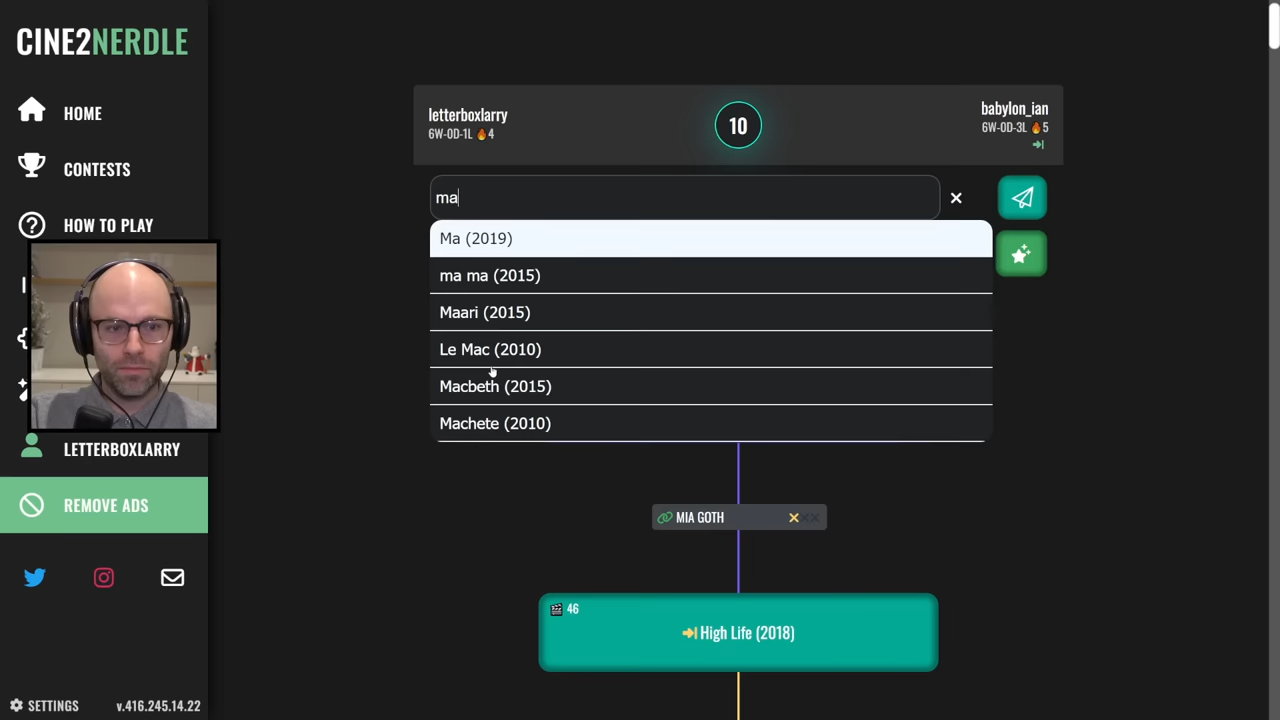 CINE2NERDLE
HOME
CONTESTS
HOW TO PLAY
LETTERBOXLARRY
REMOVE ADS
SETTINGS
v.416.245.14.22
letterboxlarry
6W-0D-1L 🔥4
10
babylon_ian
6W-0D-3L 🔥5
ma
Ma (2019)
ma ma (2015)
Maari (2015)
Le Mac (2010)
Macbeth (2015)
Machete (2010)
MIA GOTH
46
High Life (2018)